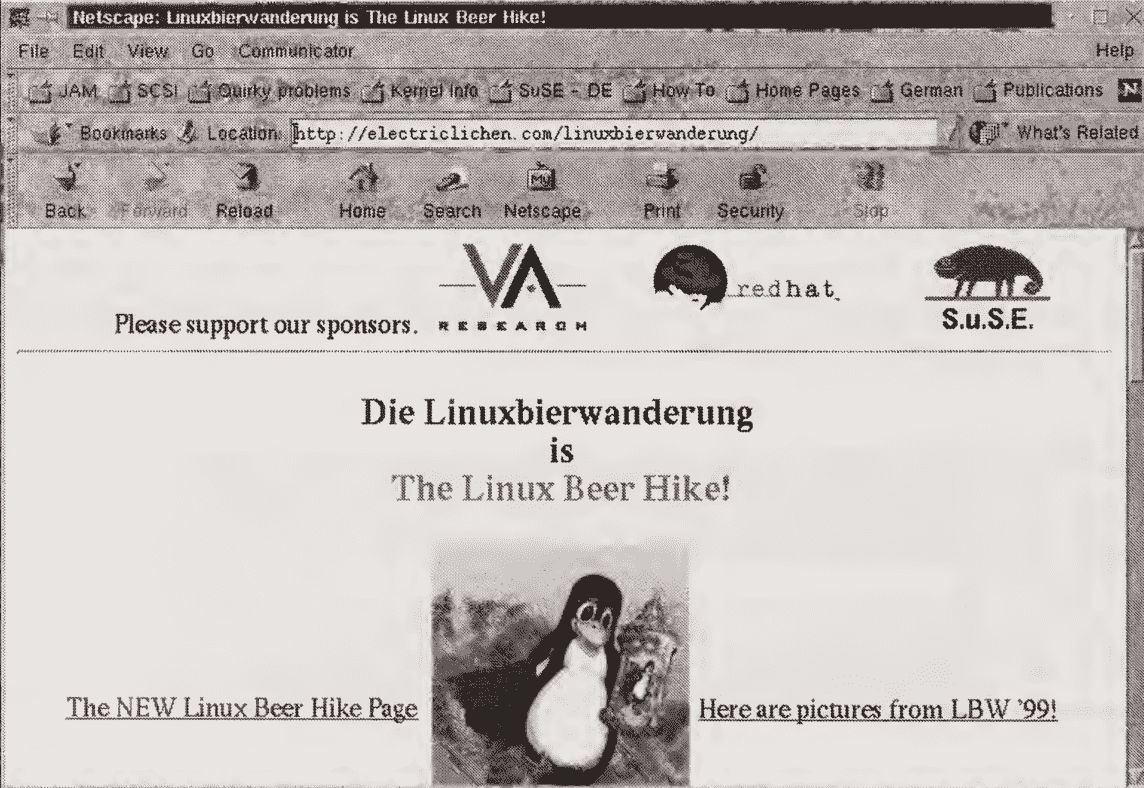 Netscape: Linuxbierwanderung is The Linux Beer Hike!
File Edit View Go Communicator Help
JAM SCSI Quirky problems Kernel Info SuSE - DE How To Home Pages German Publications N
Bookmarks Location: http://electriclichen.com/linuxbierwanderung/ What's Related
Back Forward Reload Home Search My Netscape Print Security Stop
Please support our sponsors. VA RESEARCH redhat. S.u.S.E.
Die Linuxbierwanderung
is
The Linux Beer Hike!
The NEW Linux Beer Hike Page Here are pictures from LBW '99!